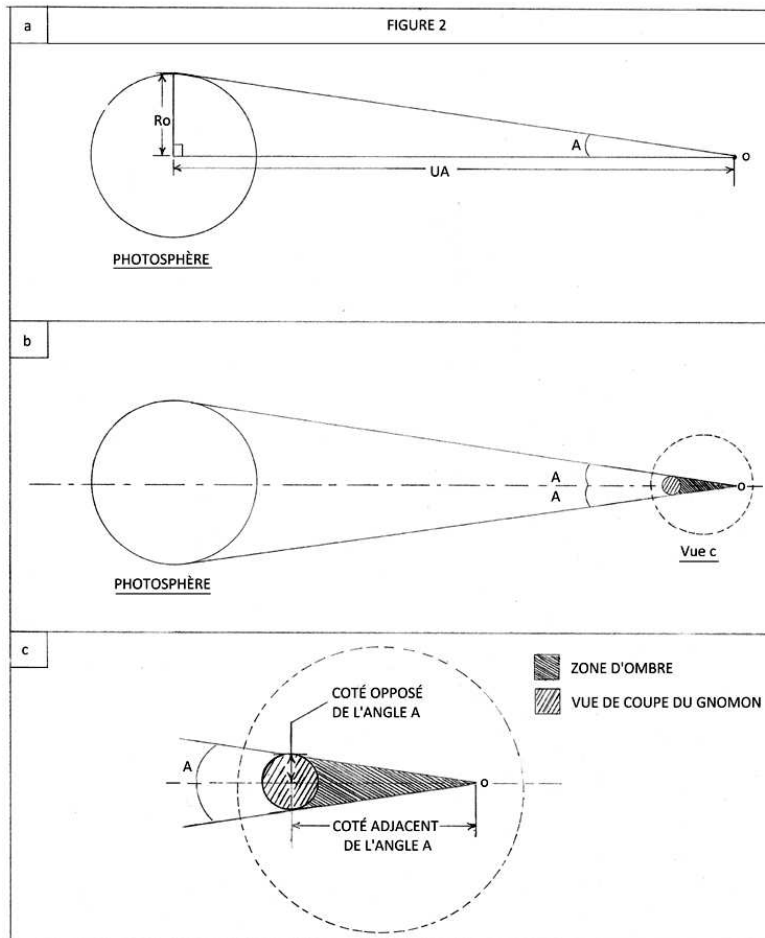 a
FIGURE 2
Ro
A
o
UA
PHOTOSPHÈRE
b
A
A
o
PHOTOSPHÈRE
Vue c
c
ZONE D'OMBRE
VUE DE COUPE DU GNOMON
COTÉ OPPOSÉ
DE L'ANGLE A
A
o
COTÉ ADJACENT
DE L'ANGLE A